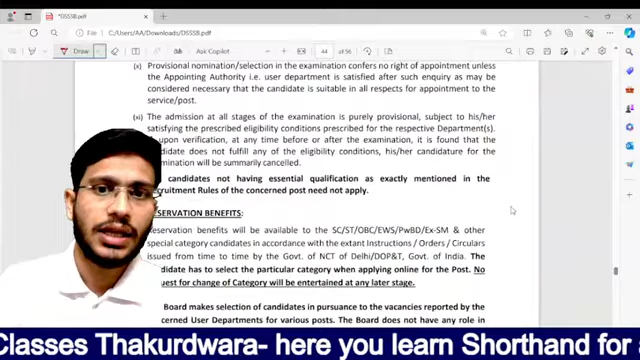 *DSSSB.pdf
File
C:/Users/AA/Downloads/DSSSB.pdf
Draw
Ask Copilot
44 of 56
(x) Provisional nomination/selection in the examination confers no right of appointment unless
the Appointing Authority i.e. user department is satisfied after such enquiry as may be
considered necessary that the candidate is suitable in all respects for appointment to the
service/post.
(xi) The admission at all stages of the examination is purely provisional, subject to his/her
satisfying the prescribed eligibility conditions prescribed for the respective Department(s).
upon verification, at any time before or after the examination, it is found that the
candidate does not fulfill any of the eligibility conditions, his/her candidature for the
examination will be summarily cancelled.
candidates not having essential qualification as exactly mentioned in the
Recruitment Rules of the concerned post need not apply.
RESERVATION BENEFITS
Reservation benefits will be available to the SC/ST/OBC/EWS/PwBD/Ex-SM & other
special category candidates in accordance with the extant Instructions / Orders / Circulars
issued from time to time by the Govt. of NCT of Delhi/DOP&T, Govt. of India. The
candidate has to select the particular category when applying online for the Post. No
request for change of Category will be entertained at any later stage.
Board makes selection of candidates in pursuance to the vacancies reported by the
concerned User Departments for various posts. The Board does not have any role in
Classes Thakurdwara- here you learn Shorthand for